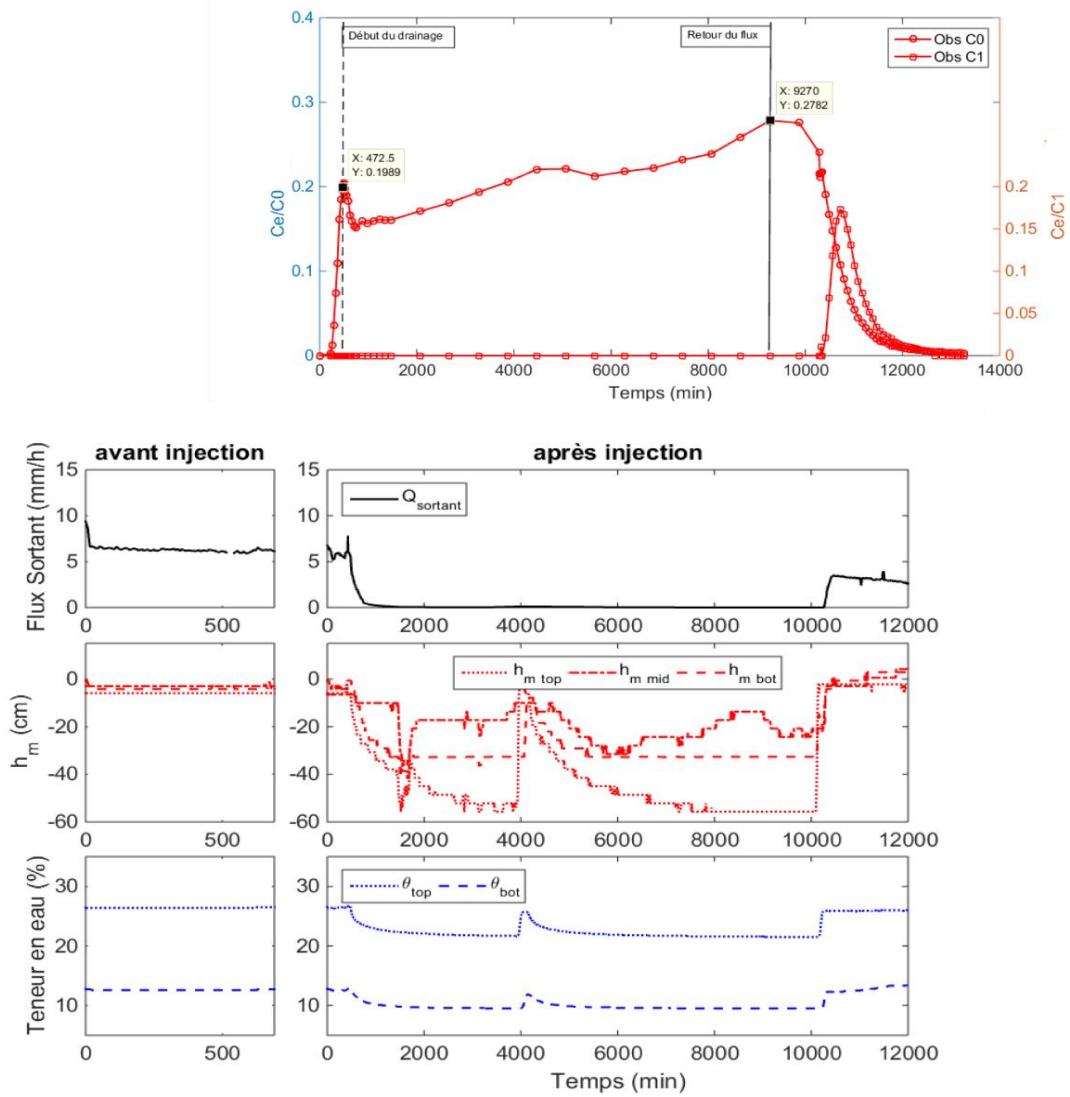 0.4
0.3
0.2
0.1
0
Ce/C0
Début du drainage
Retour du flux
Obs C0
Obs C1
X: 472.5
Y: 0.1989
X: 9270
Y: 0.2782
0.2
0.15
0.1
0.05
0
Ce/C1
0 2000 4000 6000 8000 10000 12000 14000
Temps (min)
avant injection
après injection
Flux Sortant (mm/h)
15
10
5
0
Q sortant
0 500
0 2000 4000 6000 8000 10000 12000
h m (cm)
0
-20
-40
-60
0
-20
-40
-60
h m top h m mid h m bot
0 500
0 2000 4000 6000 8000 10000 12000
Teneur en eau (%)
30
20
10
30
20
10
θ top θ bot
0 500
0 2000 4000 6000 8000 10000 12000
Temps (min)